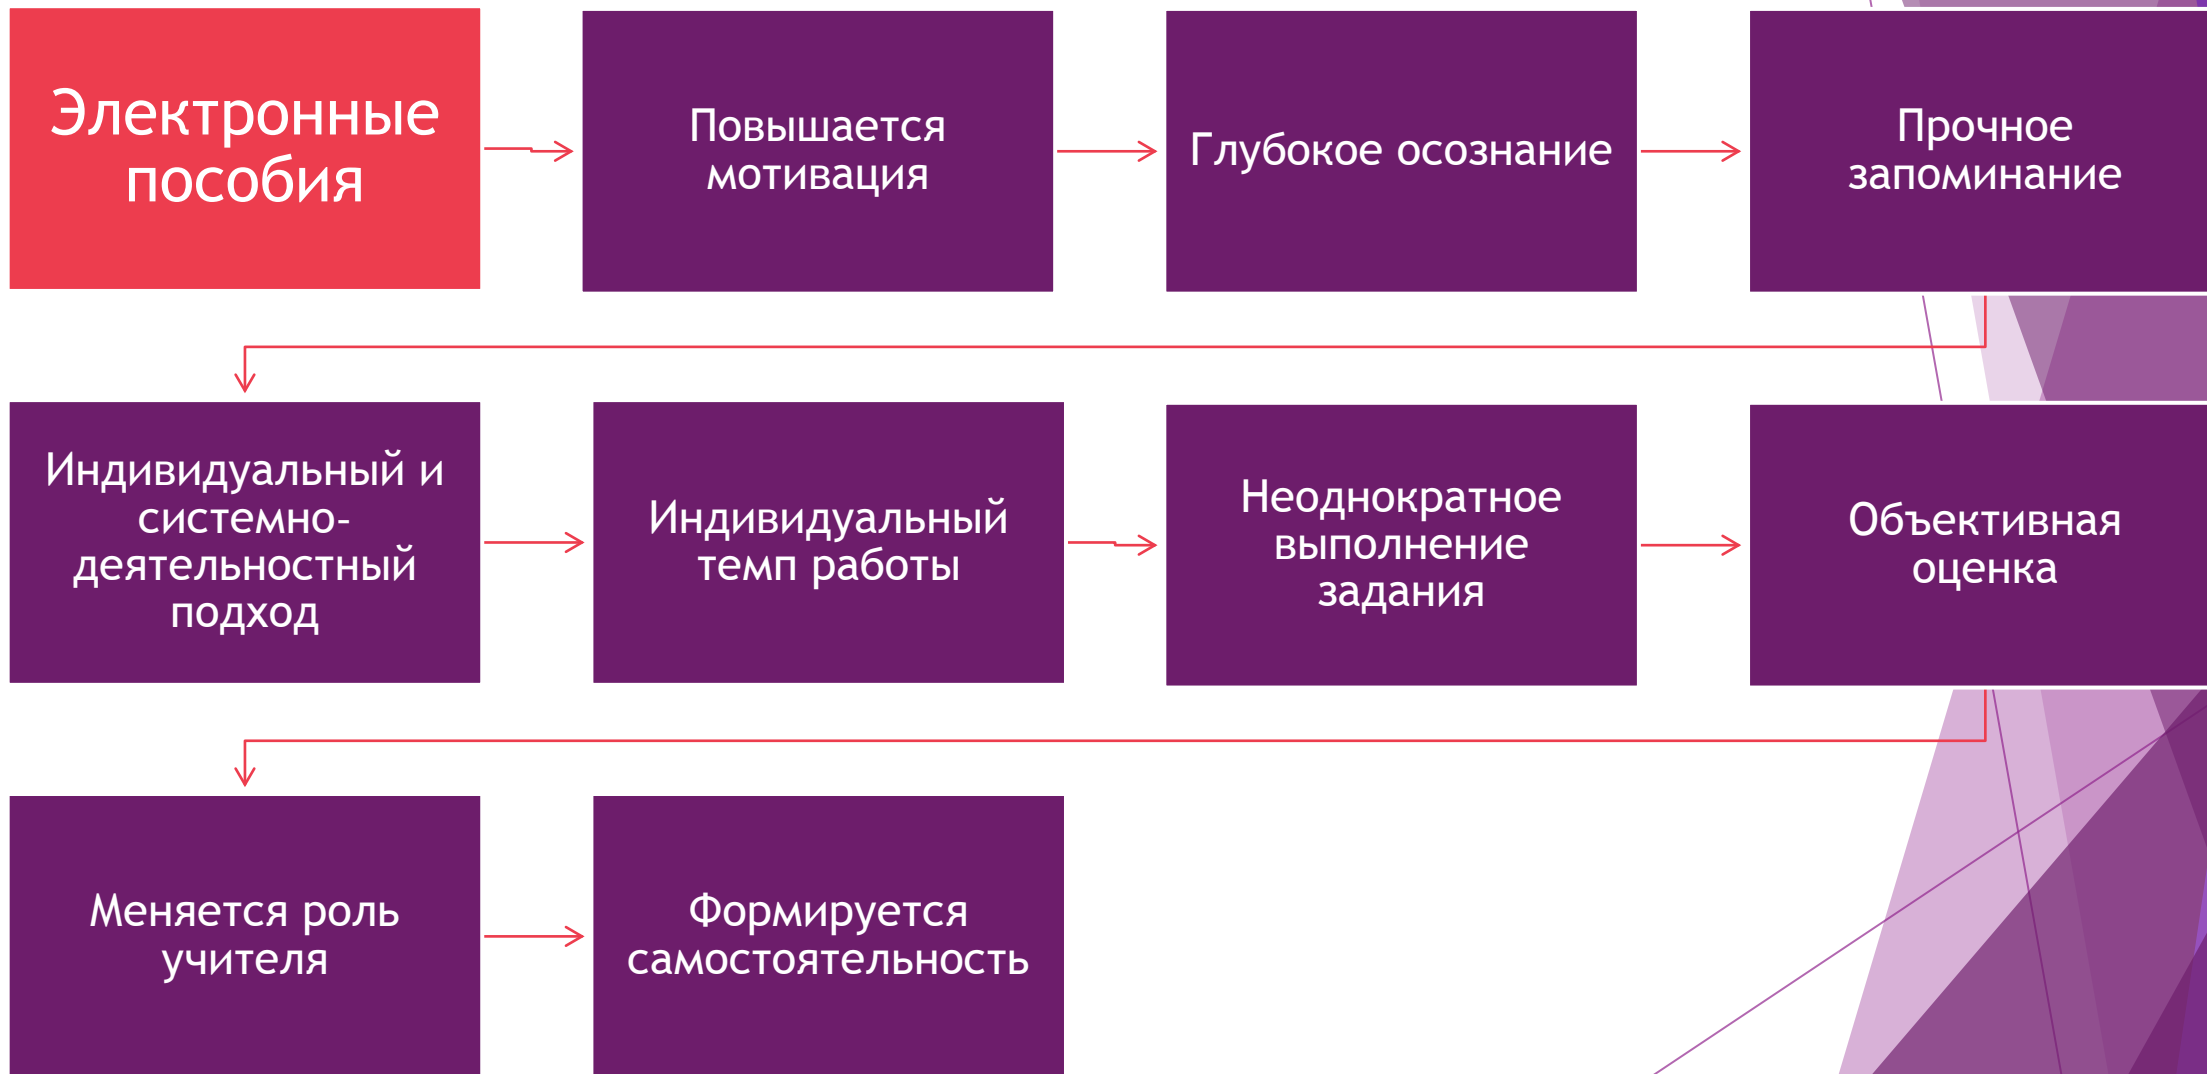 Электронные
пособия
Повышается
мотивация
Глубокое осознание
Прочное
запоминание
Индивидуальный и
системно-
деятельностный
подход
Индивидуальный
темп работы
Неоднократное
выполнение
задания
Объективная
оценка
Меняется роль
учителя
Формируется
самостоятельность